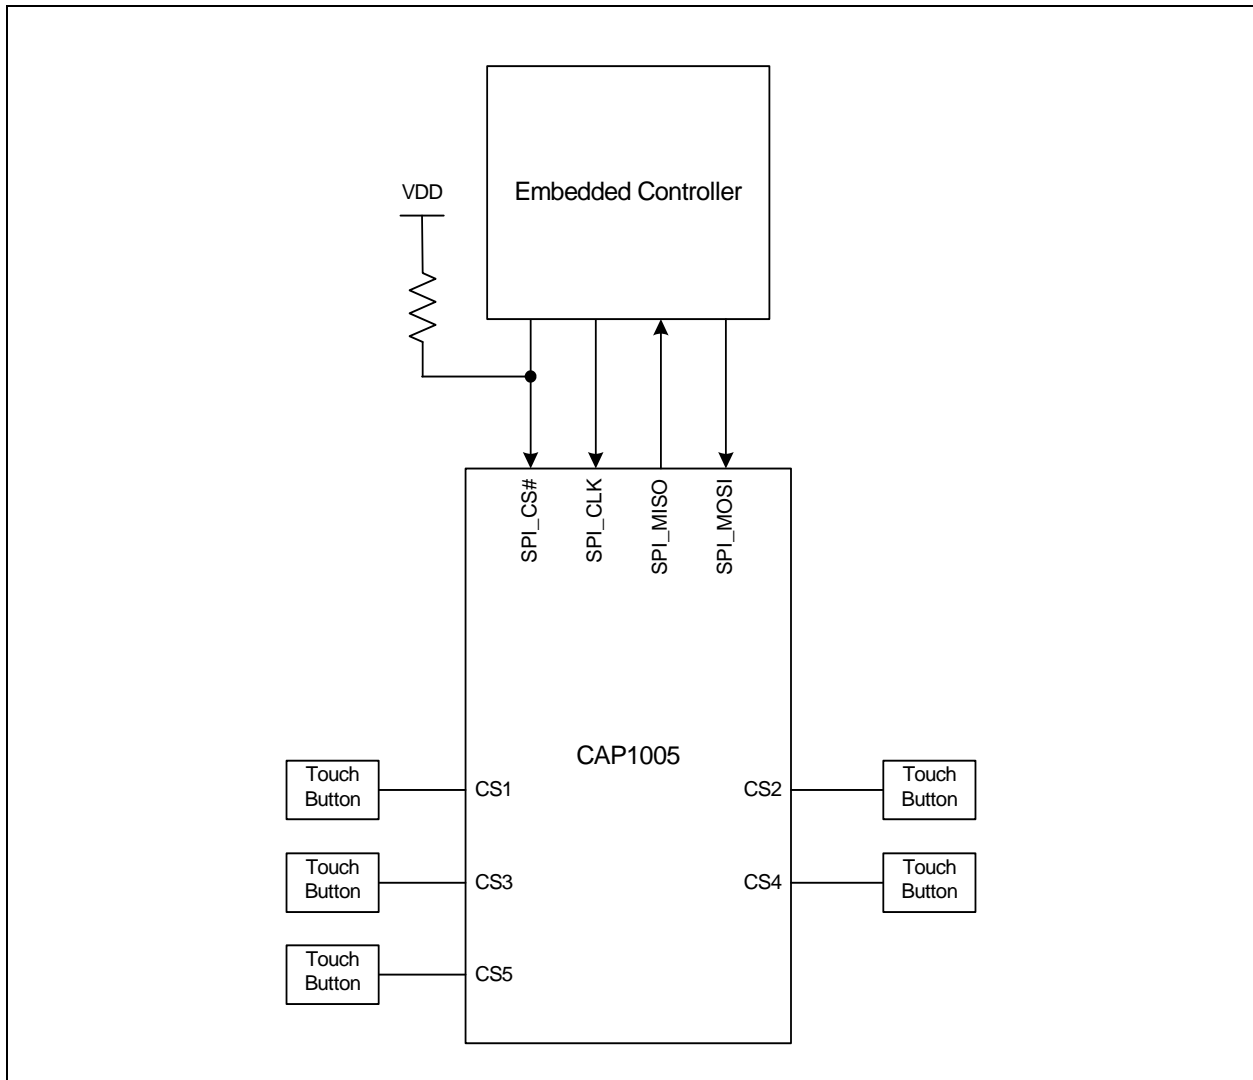 Embedded Controller
VDD
SPI_CS#
SPI_CLK
SPI_MISO
SPI_MOSI
CAP1005
Touch
Button
CS1
CS2
Touch
Button
Touch
Button
CS3
CS4
Touch
Button
Touch
Button
CS5